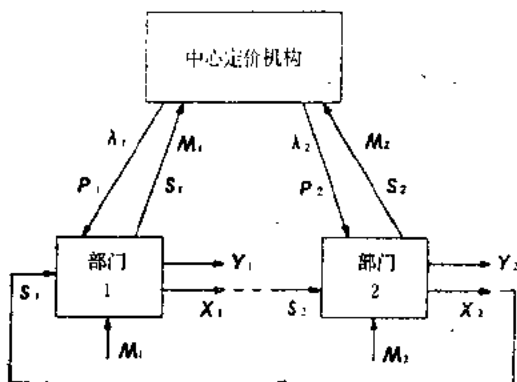 中心定价机构
λ₁ M₁ λ₂ M₂
P₁ S₁ P₂ S₂
部门 Y₁ 部门 Y₂
S₁ 1 X₁ S₂ 2 X₂
M₁ M₂